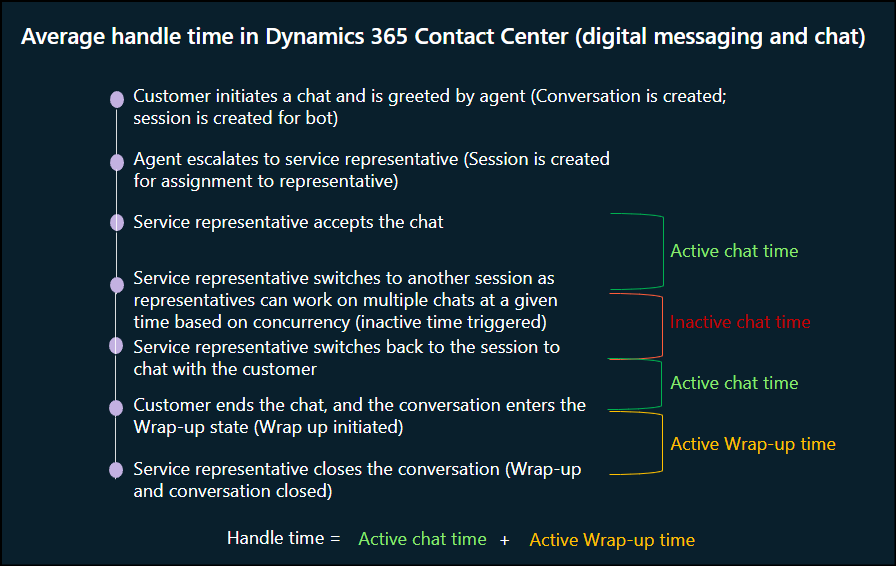 Average handle time in Dynamics 365 Contact Center (digital messaging and chat)
Customer initiates a chat and is greeted by agent (Conversation is created;
session is created for bot)
Agent escalates to service representative (Session is created
for assignment to representative)
Service representative accepts the chat
Active chat time
Service representative switches to another session as
representatives can work on multiple chats at a given
time based on concurrency (inactive time triggered)
Inactive chat time
Service representative switches back to the session to
chat with the customer
Active chat time
Customer ends the chat, and the conversation enters the
Wrap-up state (Wrap up initiated)
Active Wrap-up time
Service representative closes the conversation (Wrap-up
and conversation closed)
Handle time = Active chat time + Active Wrap-up time